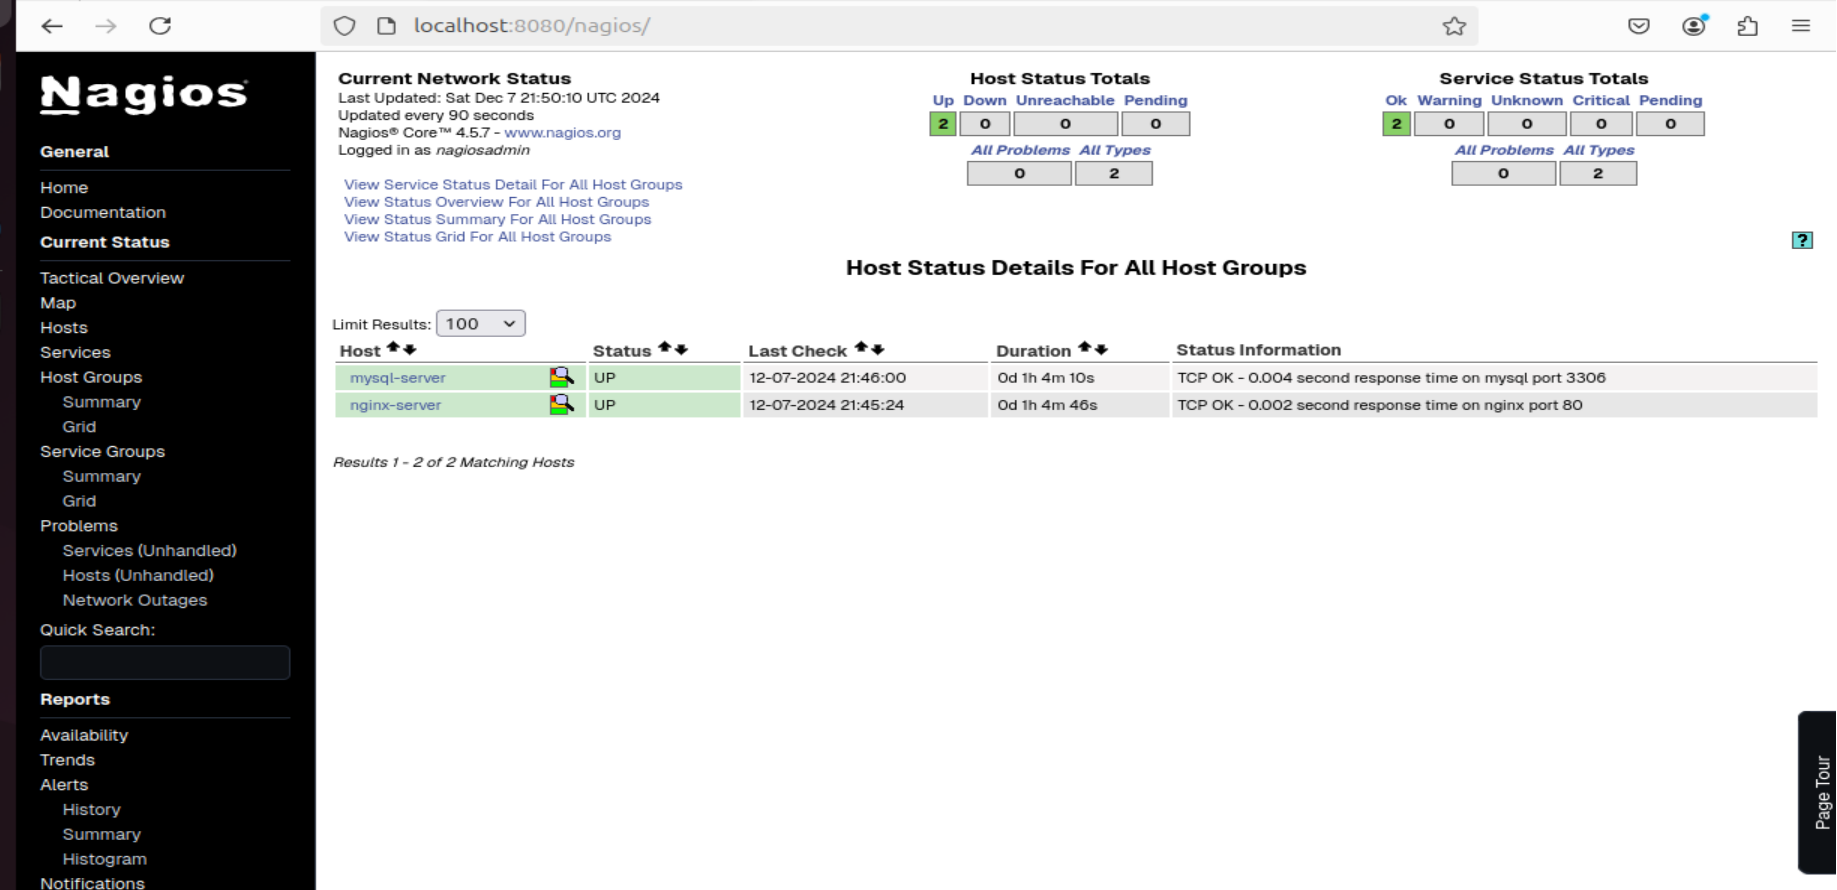 localhost:8080/nagios/
Nagios
General
Home
Documentation
Current Status
Tactical Overview
Map
Hosts
Services
Host Groups
Summary
Grid
Service Groups
Summary
Grid
Problems
Services (Unhandled)
Hosts (Unhandled)
Network Outages
Quick Search:
Reports
Availability
Trends
Alerts
History
Summary
Histogram
Notifications
Current Network Status
Last Updated: Sat Dec 7 21:50:10 UTC 2024
Updated every 90 seconds
Nagios® Core™ 4.5.7 - www.nagios.org
Logged in as nagiosadmin
View Service Status Detail For All Host Groups
View Status Overview For All Host Groups
View Status Summary For All Host Groups
View Status Grid For All Host Groups
Host Status Totals
Up Down Unreachable Pending
2 0 0 0
All Problems All Types
0 2
Service Status Totals
Ok Warning Unknown Critical Pending
2 0 0 0 0
All Problems All Types
0 2
?
Host Status Details For All Host Groups
Limit Results: 100
Host Status Last Check Duration Status Information
mysql-server UP 12-07-2024 21:46:00 0d 1h 4m 10s TCP OK - 0.004 second response time on mysql port 3306
nginx-server UP 12-07-2024 21:45:24 0d 1h 4m 46s TCP OK - 0.002 second response time on nginx port 80
Results 1 - 2 of 2 Matching Hosts
Page Tour